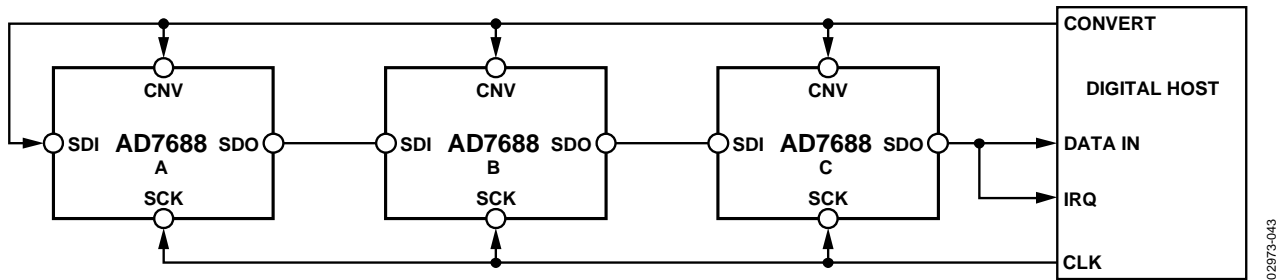 CONVERT
CNV
CNV
CNV
DIGITAL HOST
SDI AD7688 SDO
A
SDI AD7688 SDO
B
SDI AD7688 SDO
C
DATA IN
SCK
SCK
SCK
IRQ
CLK
02973-043